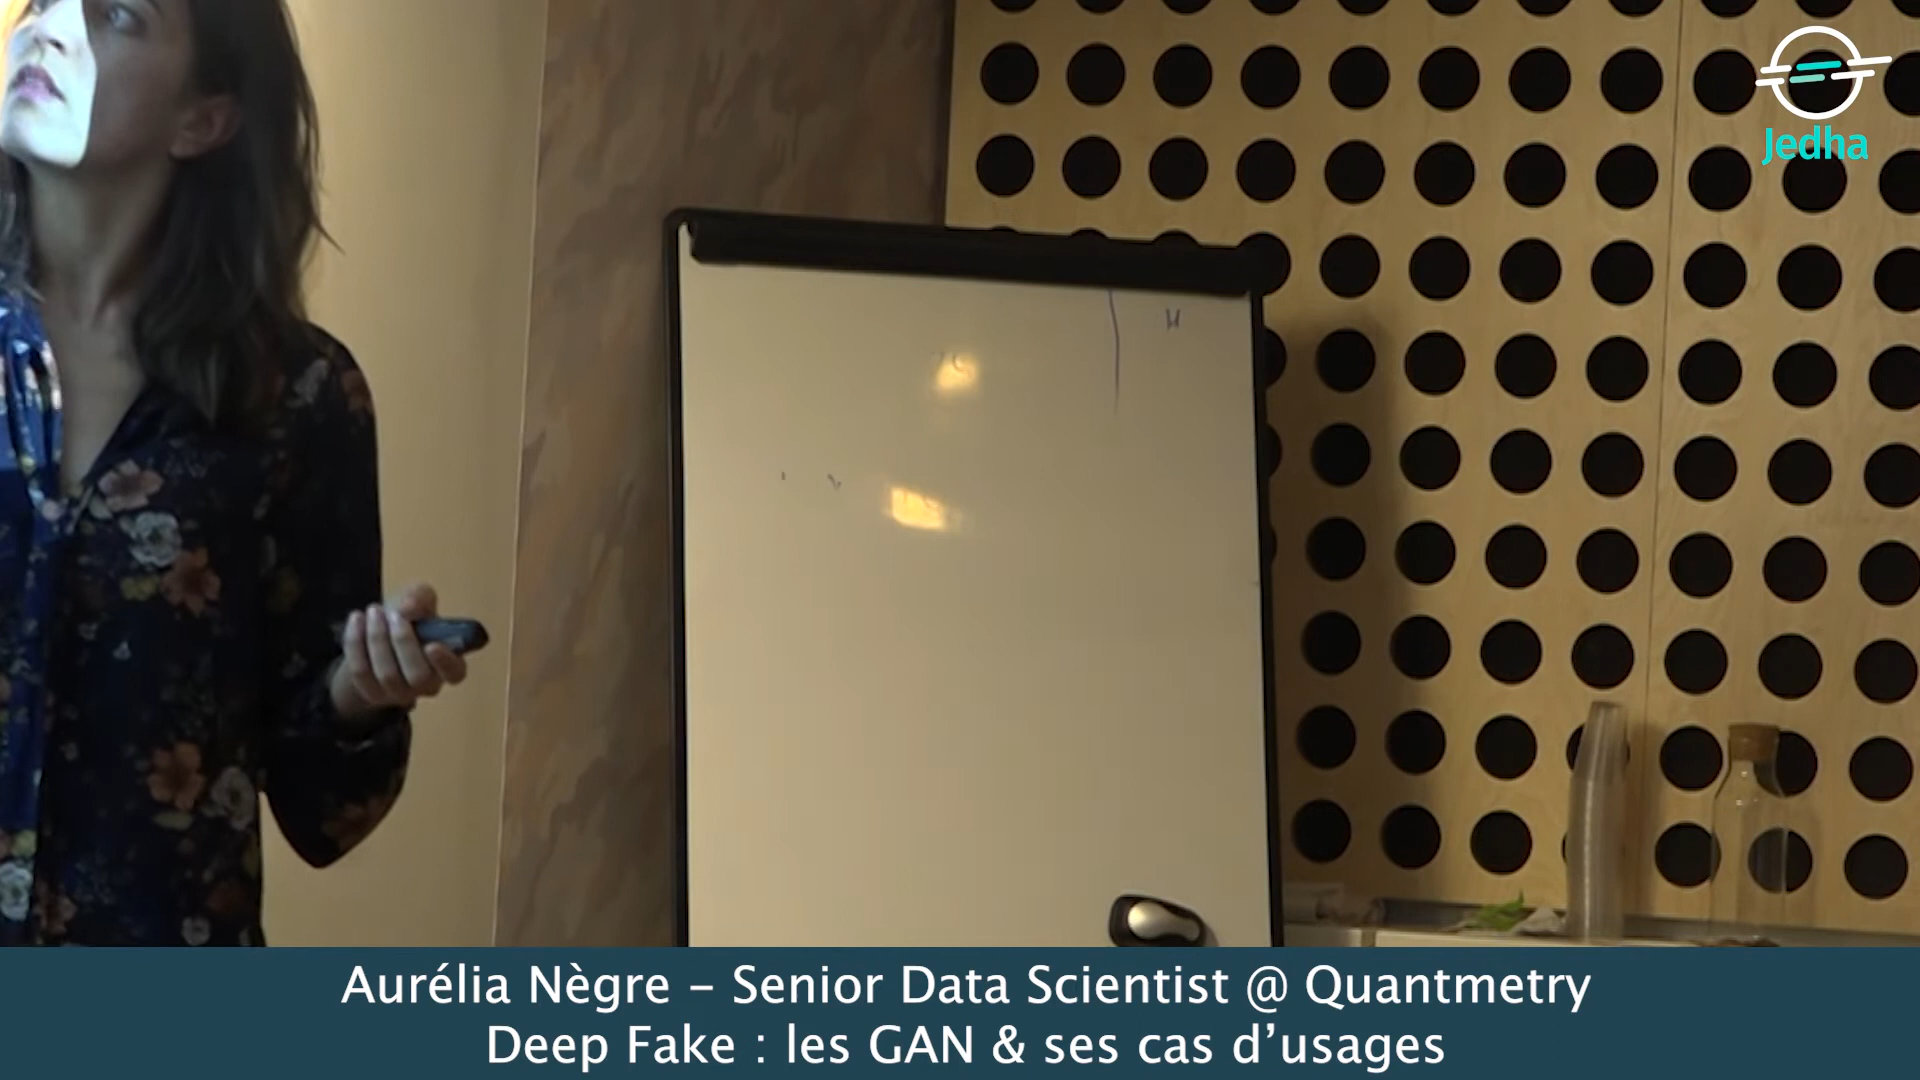 Jedha
Aurélia Nègre – Senior Data Scientist @ Quantmetry
Deep Fake : les GAN & ses cas d’usages